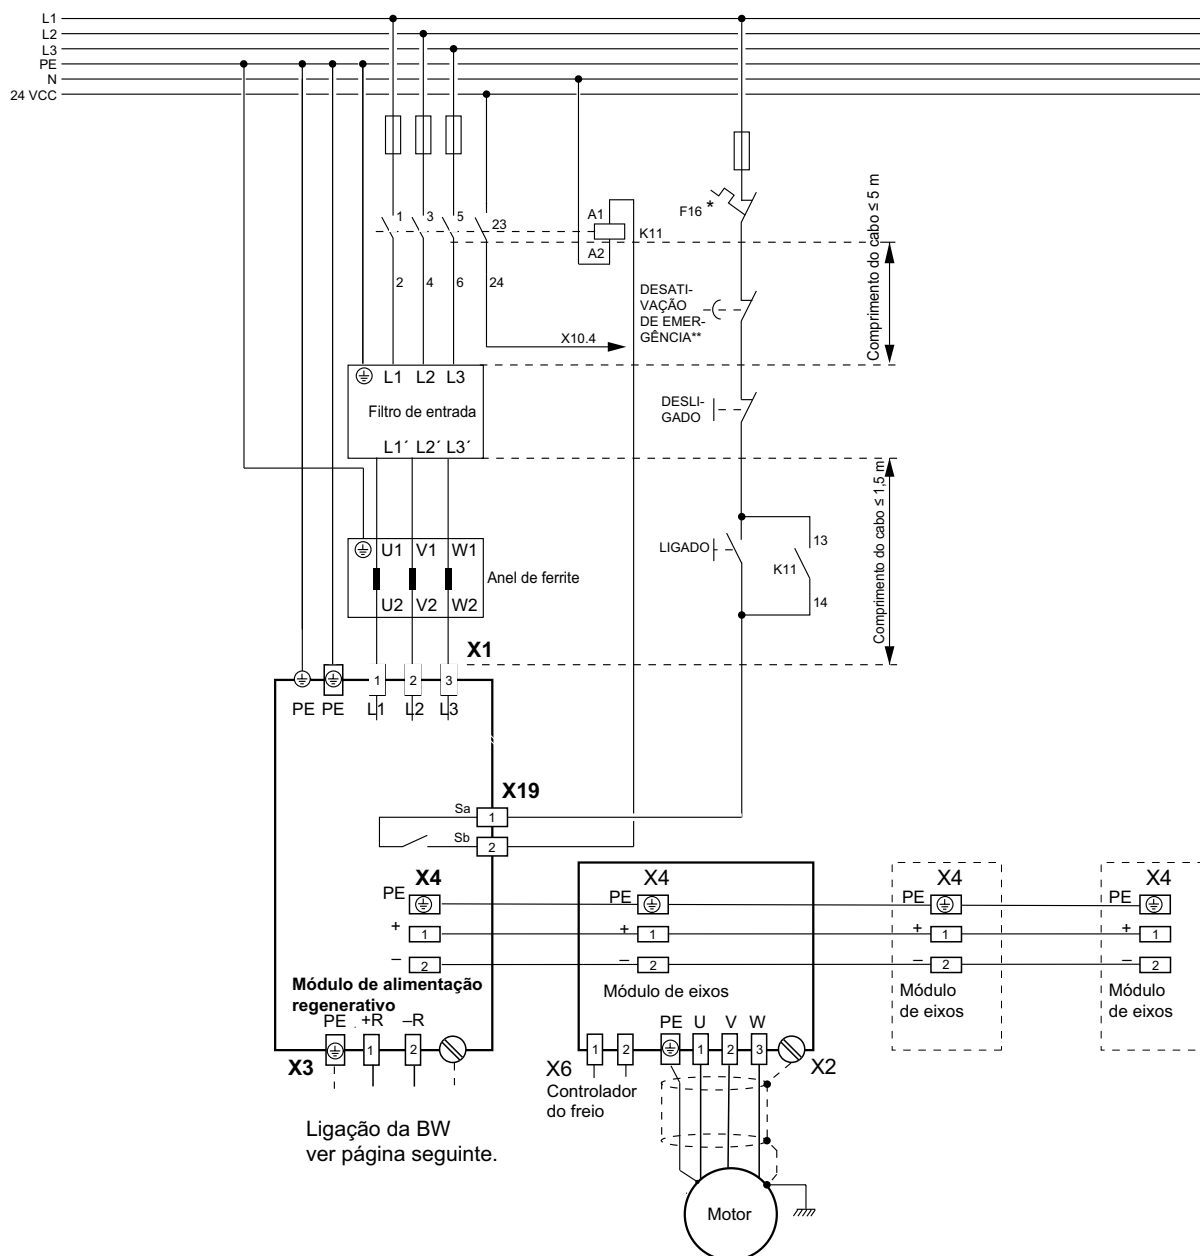 L1
L2
L3
PE
N
24 VCC
1 3 5 23
A1
K11
A2
2 4 6 24
F16 *
Comprimento do cabo ≤ 5 m
DESATI-
VAÇÃO
DE EMER-
GÊNCIA**
X10.4
L1 L2 L3
Filtro de entrada
L1´ L2´ L3´
DESLI-
GADO
Comprimento do cabo ≤ 1,5 m
U1 V1 W1
Anel de ferrite
U2 V2 W2
LIGADO
13
K11
14
X1
1 2 3
PE PE L1 L2 L3
X19
Sa 1
Sb 2
X4
PE
+ 1
– 2
Módulo de alimentação
regenerativo
PE +R –R
1 2
X3
Ligação da BW
ver página seguinte.
X4
PE
+ 1
– 2
Módulo de eixos
PE U V W
1 2 1 2 3
X6
Controlador
do freio
X2
Motor
X4
PE
+ 1
– 2
Módulo
de eixos
X4
PE
+ 1
– 2
Módulo
de eixos